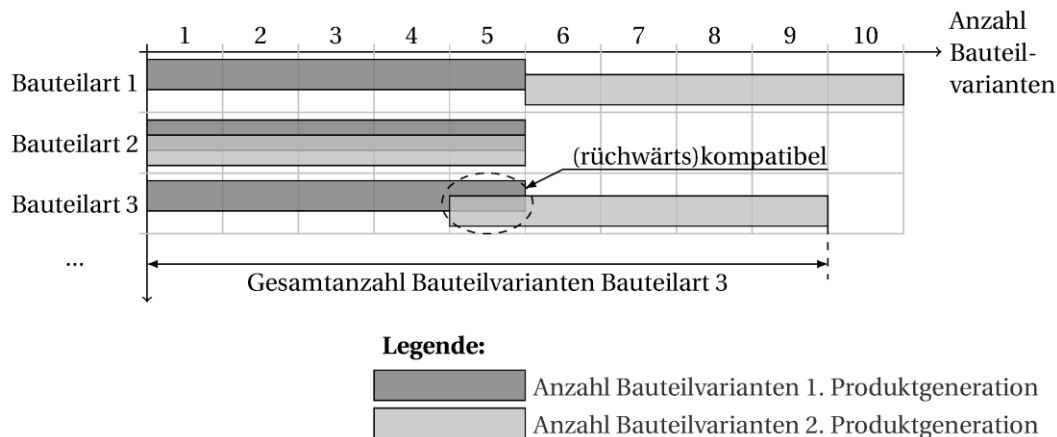 1 2 3 4 5 6 7 8 9 10
Anzahl
Bauteil-
varianten
Bauteilart 1
Bauteilart 2
(rüchwärts)kompatibel
Bauteilart 3
...
Gesamtanzahl Bauteilvarianten Bauteilart 3
Legende:
Anzahl Bauteilvarianten 1. Produktgeneration
Anzahl Bauteilvarianten 2. Produktgeneration